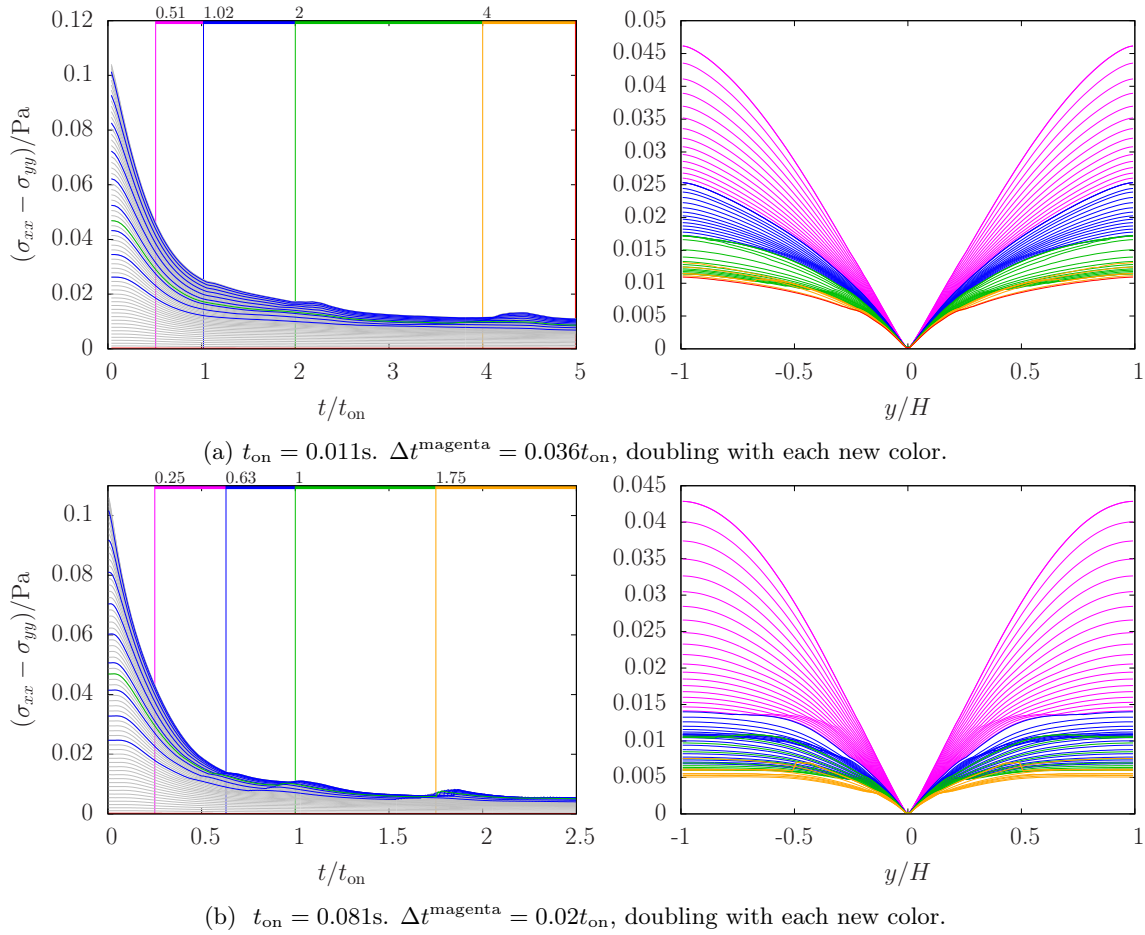 0.51 1.02 2 4
0.12
0.1
0.08
0.06
0.04
0.02
0
(σxx − σyy)/Pa
0 1 2 3 4 5
t/ton
0.05
0.045
0.04
0.035
0.03
0.025
0.02
0.015
0.01
0.005
0
-1 -0.5 0 0.5 1
y/H
(a) ton = 0.011s. Δt^magenta = 0.036ton, doubling with each new color.
0.25 0.63 1 1.75
0.1
0.08
0.06
0.04
0.02
0
(σxx − σyy)/Pa
0 0.5 1 1.5 2 2.5
t/ton
0.045
0.04
0.035
0.03
0.025
0.02
0.015
0.01
0.005
0
-1 -0.5 0 0.5 1
y/H
(b) ton = 0.081s. Δt^magenta = 0.02ton, doubling with each new color.